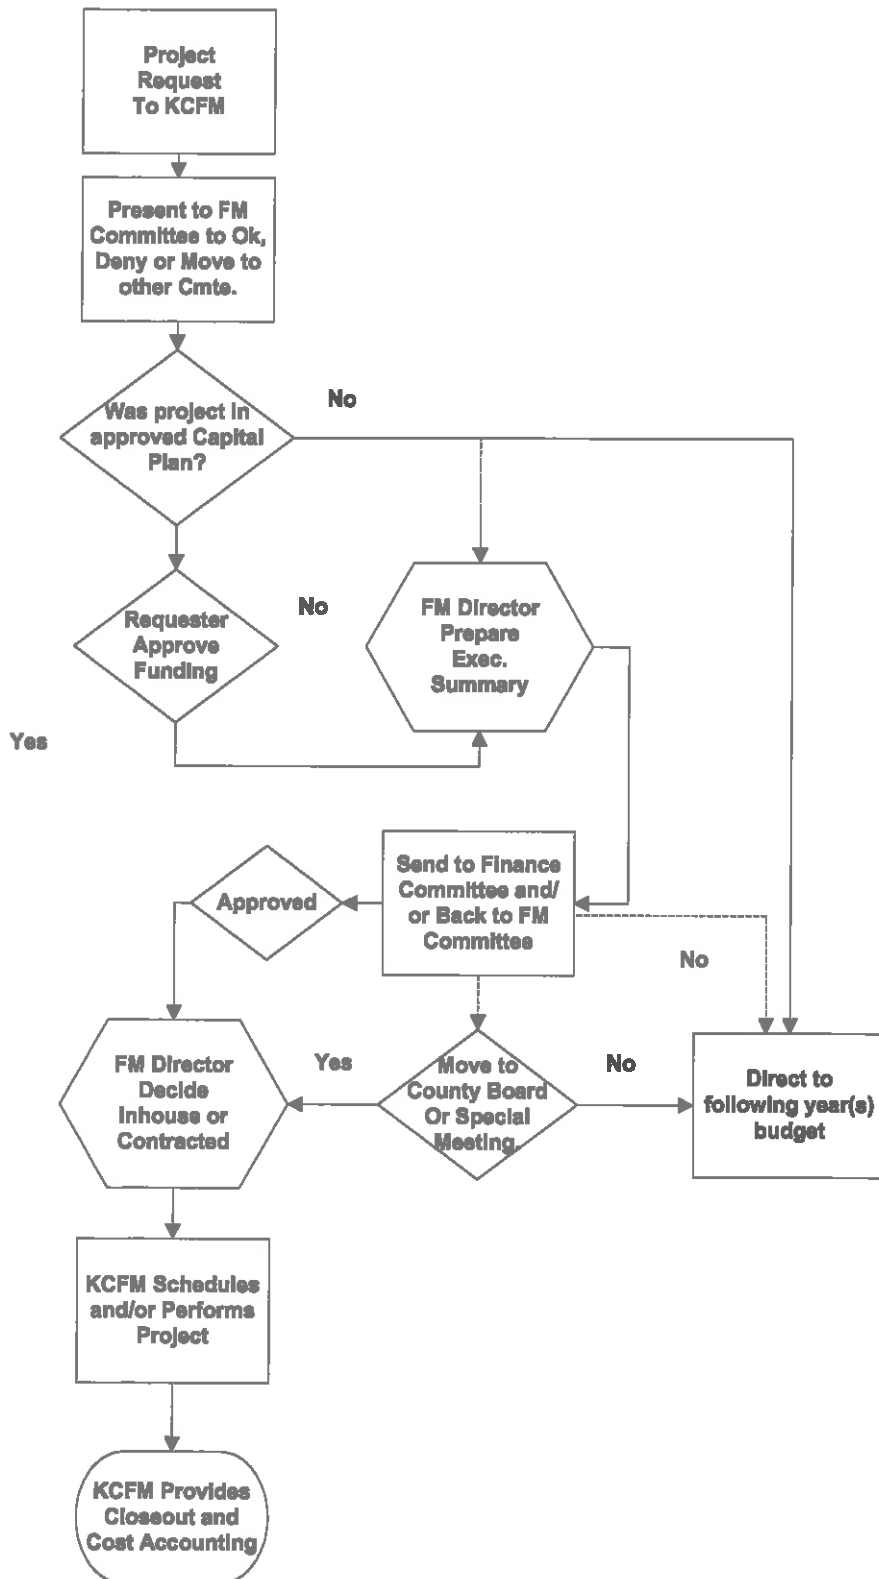 Project
Request
To KCFM
Present to FM
Committee to Ok,
Deny or Move to
other Cmte.
No
Was project in
approved Capital
Plan?
No
Requester
Approve
Funding
FM Director
Prepare
Exec.
Summary
Yes
Send to Finance
Committee and/
or Back to FM
Committee
Approved
No
FM Director
Decide
Inhouse or
Contracted
Yes
Move to
County Board
Or Special
Meeting.
No
Direct to
following year(s)
budget
KCFM Schedules
and/or Performs
Project
KCFM Provides
Closeout and
Cost Accounting